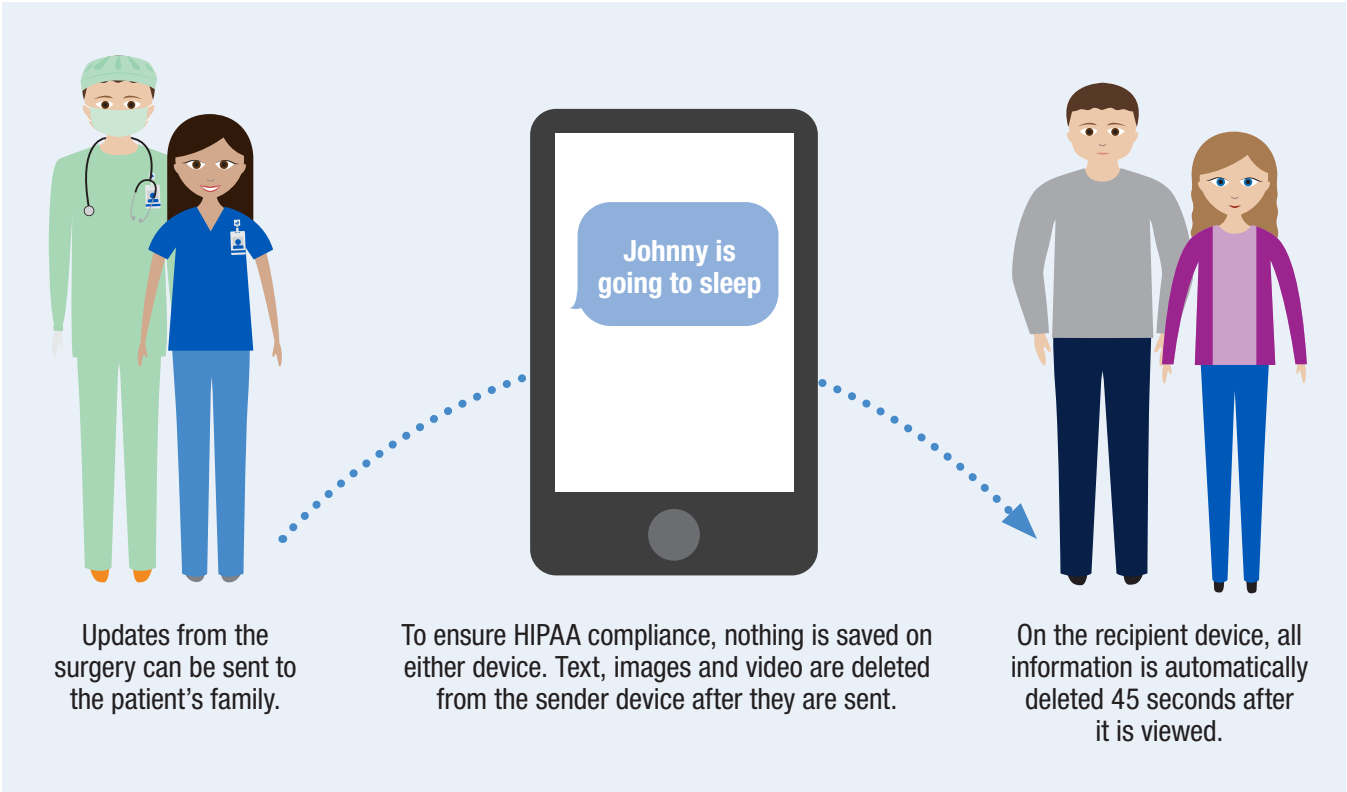 Johnny is
going to sleep
Updates from the
surgery can be sent to
the patient’s family.
To ensure HIPAA compliance, nothing is saved on
either device. Text, images and video are deleted
from the sender device after they are sent.
On the recipient device, all
information is automatically
deleted 45 seconds after
it is viewed.